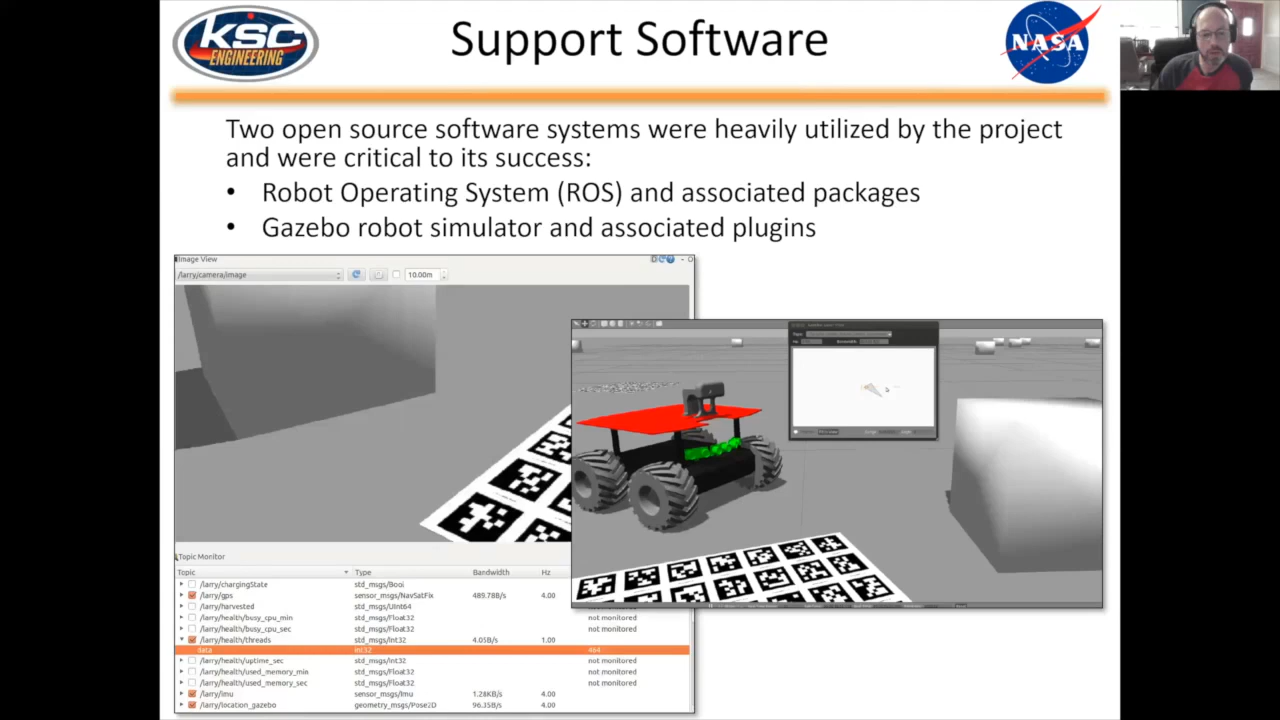 KSC
ENGINEERING
Support Software
NASA
Two open source software systems were heavily utilized by the project
and were critical to its success:
• Robot Operating System (ROS) and associated packages
• Gazebo robot simulator and associated plugins
Image View
/larry/camera/image
10.00m
Topic Monitor
Topic Type Bandwidth Hz
/larry/chargingState std_msgs/Bool
/larry/gps sensor_msgs/NavSatFix 489.78B/s 4.00
/larry/harvested std_msgs/UInt64
/larry/health/busy_cpu_min std_msgs/Float32 not monitored
/larry/health/busy_cpu_sec std_msgs/Float32 not monitored
/larry/health/threads std_msgs/Int32 4.05B/s 1.00
data int32 464
/larry/health/uptime_sec std_msgs/Int32 not monitored
/larry/health/used_memory_min std_msgs/Float32 not monitored
/larry/health/used_memory_sec std_msgs/Float32 not monitored
/larry/imu sensor_msgs/Imu 1.28KB/s 4.00
/larry/location_gazebo geometry_msgs/Pose2D 96.35B/s 4.00